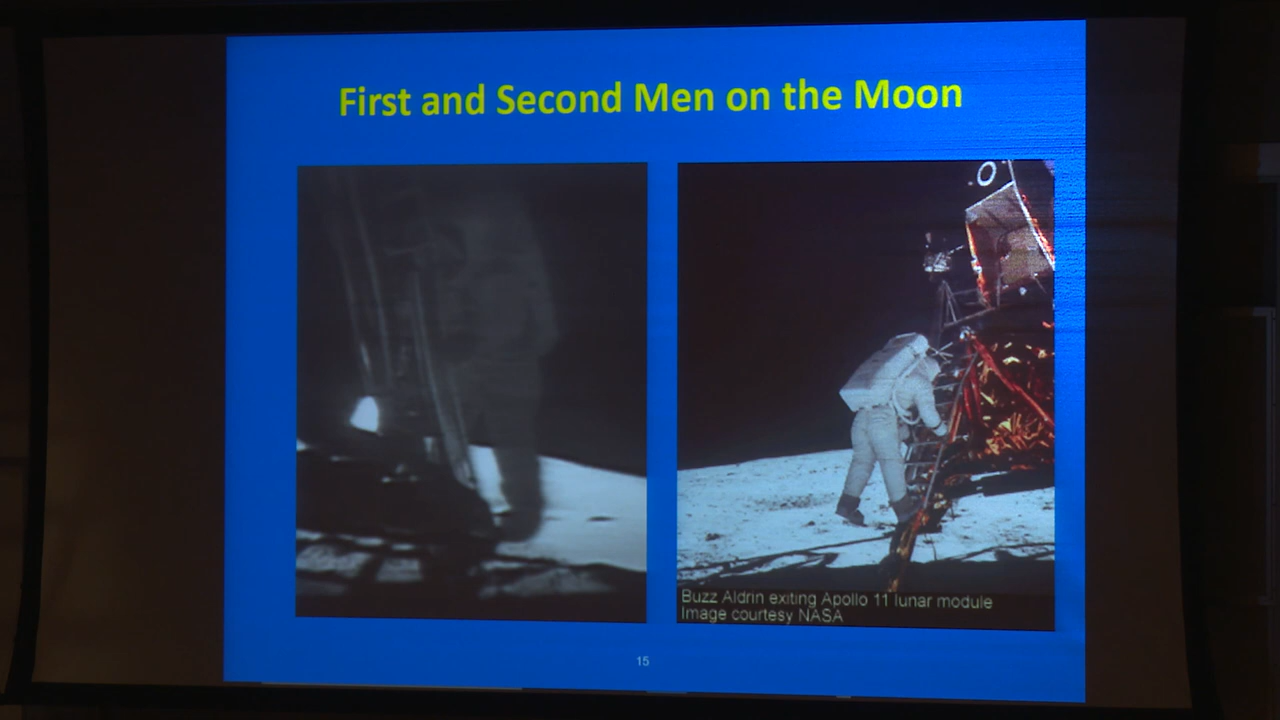 First and Second Men on the Moon
Buzz Aldrin exiting Apollo 11 lunar module
Image courtesy NASA
15